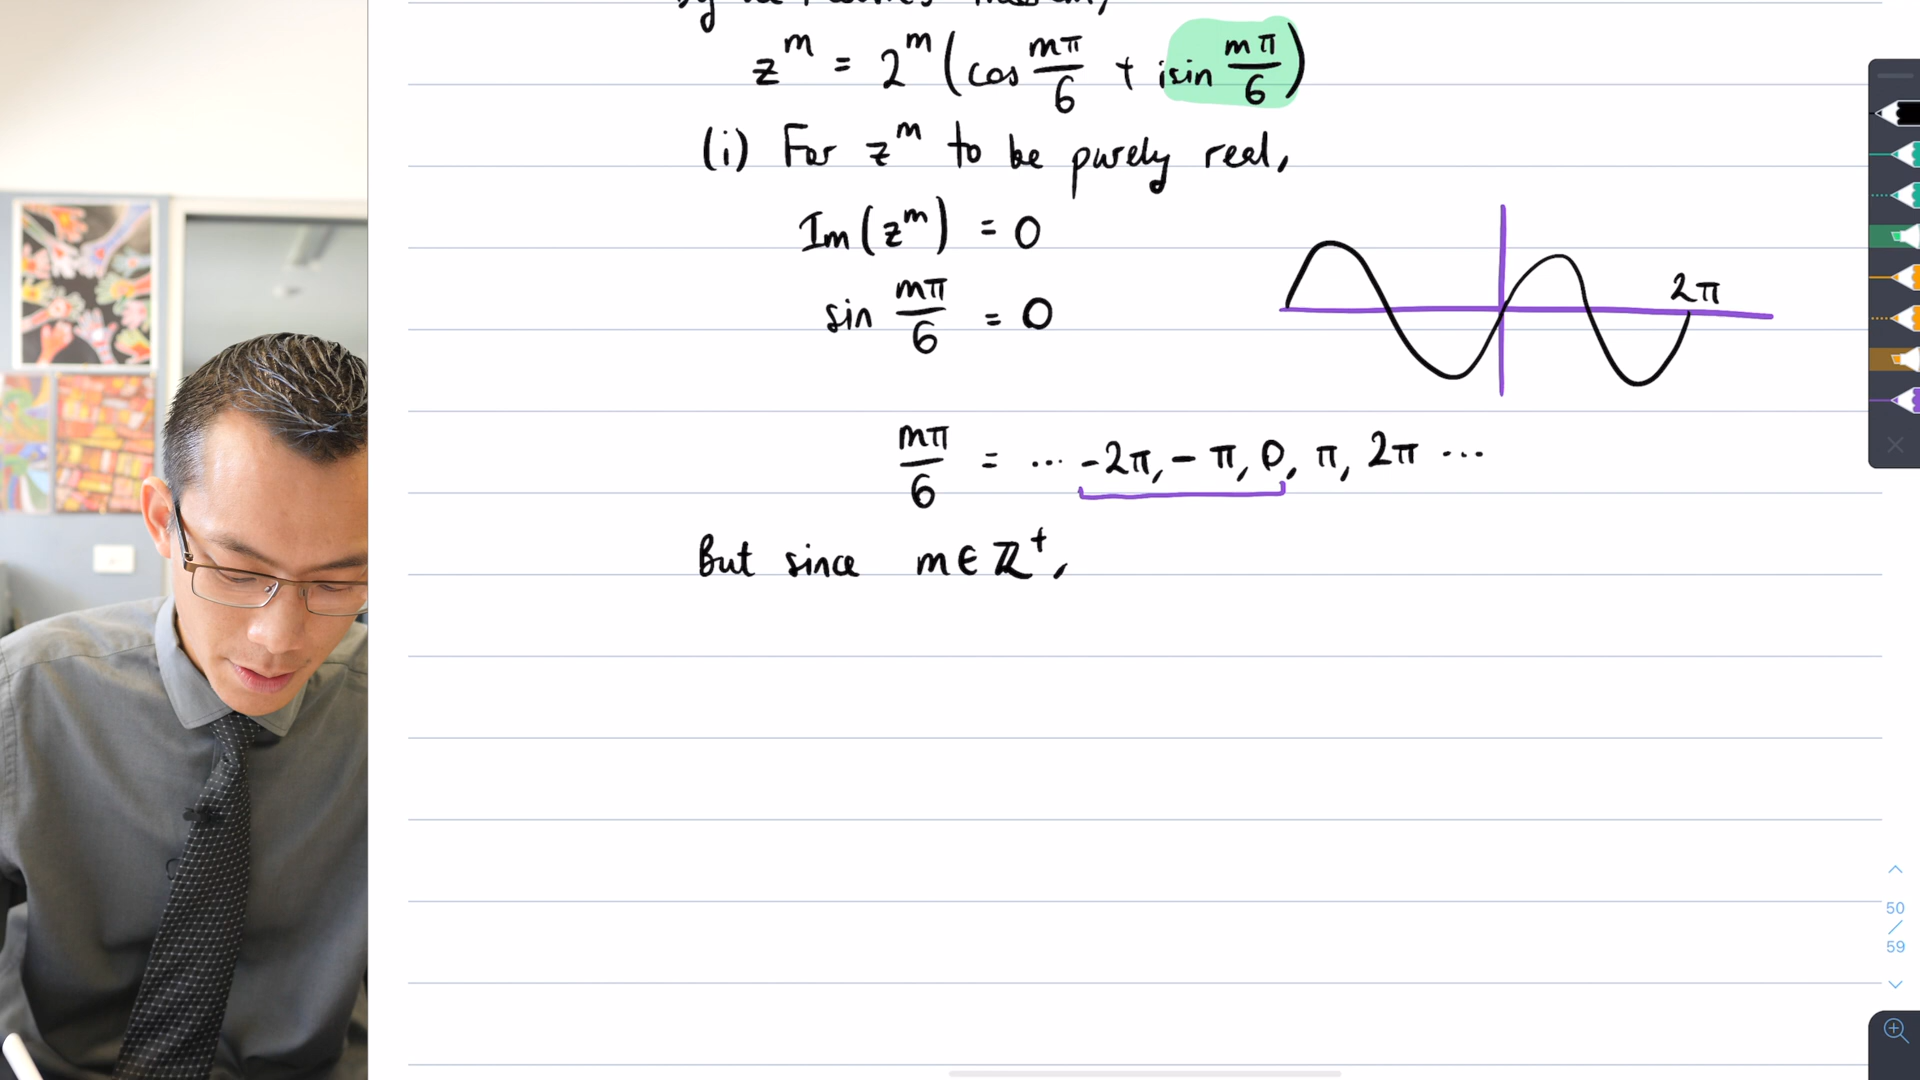 z^m = 2^m (cos mπ/6 + i sin mπ/6)
(i) For z^m to be purely real,
Im(z^m) = 0
sin mπ/6 = 0
2π
mπ/6 = ... -2π, -π, 0, π, 2π ...
But since m ∈ ℤ⁺,
50
/
59